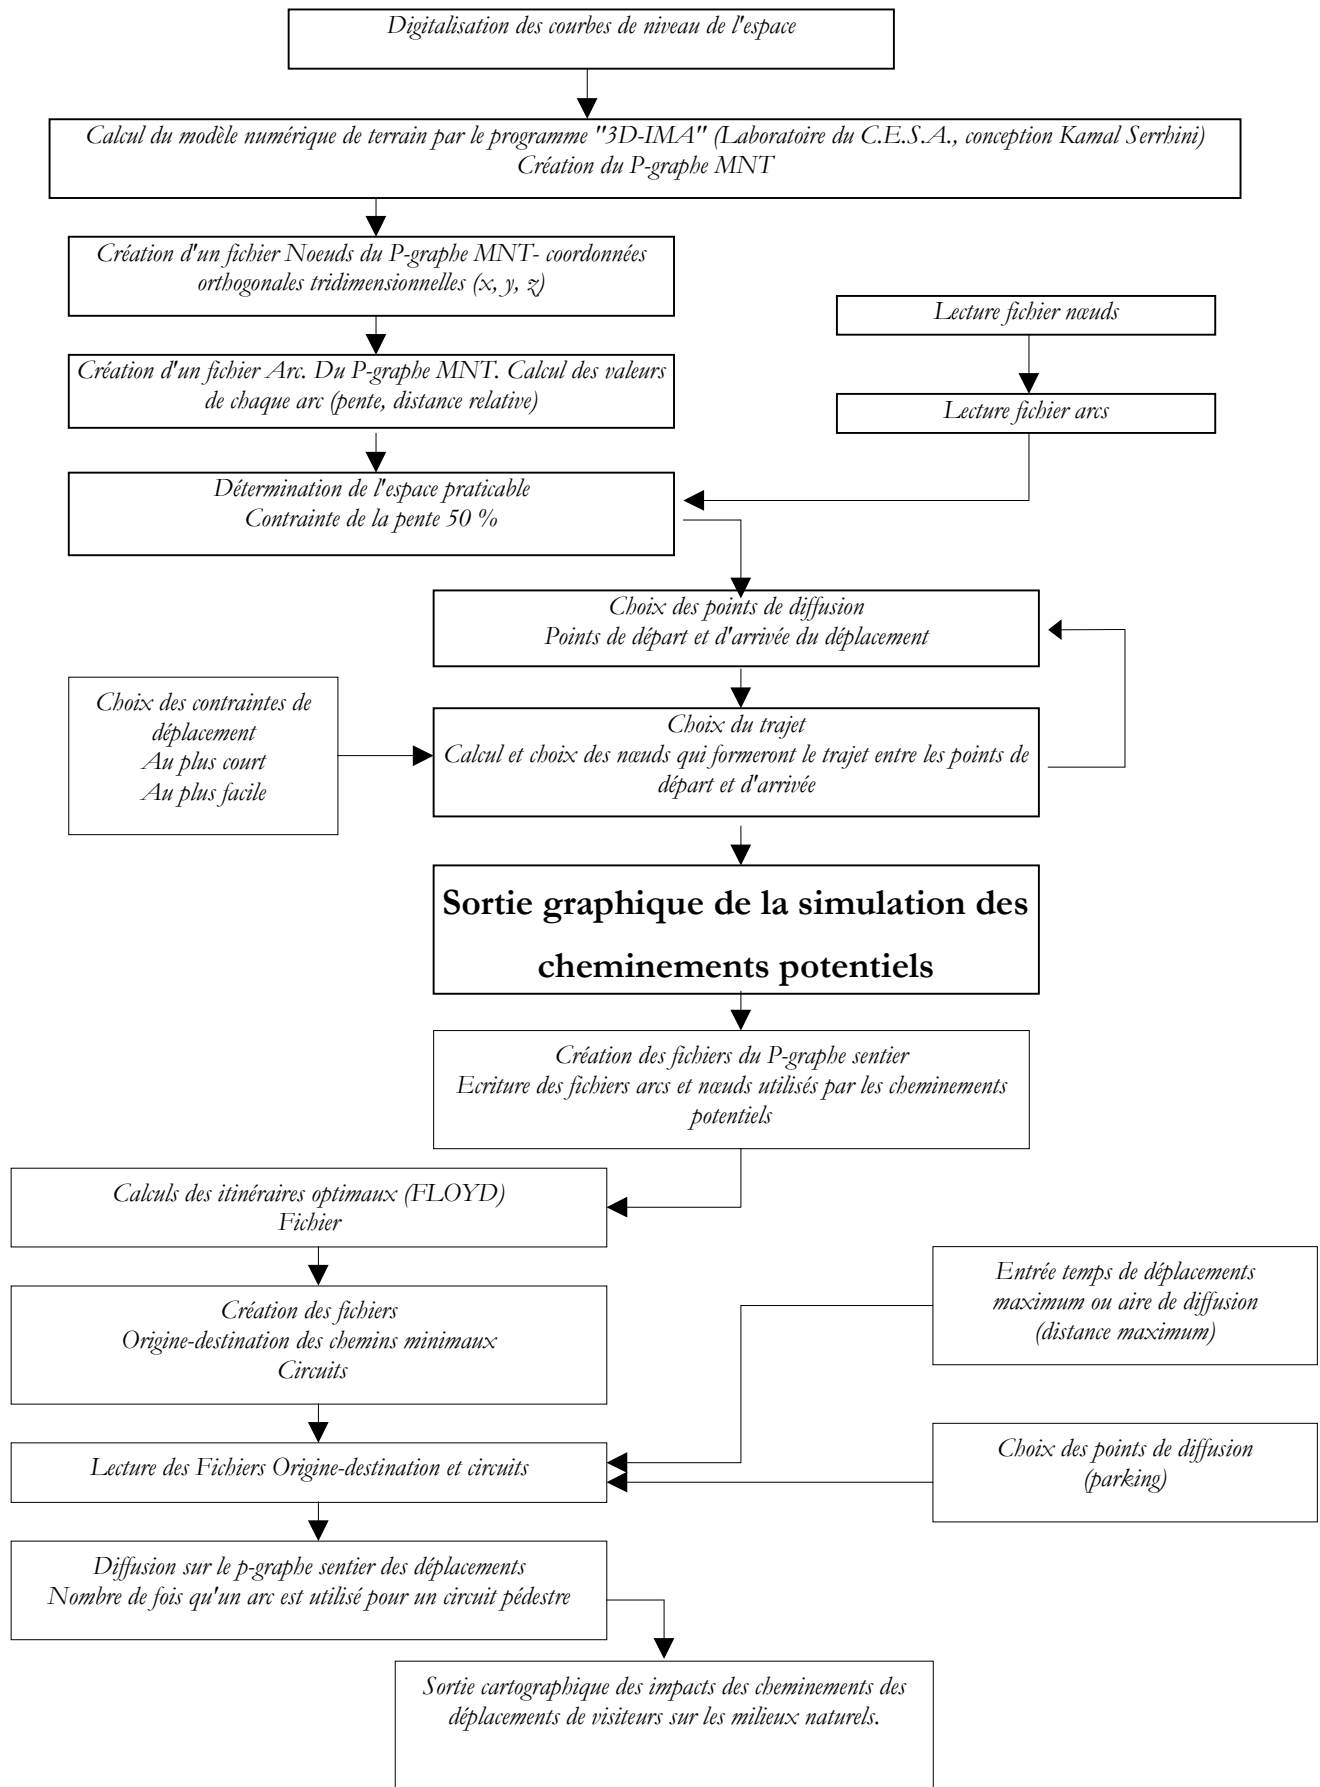 Digitalisation des courbes de niveau de l'espace
Calcul du modèle numérique de terrain par le programme "3D-IMA" (Laboratoire du C.E.S.A., conception Kamal Serrhini)
Création du P-graphe MNT
Création d'un fichier Noeuds du P-graphe MNT- coordonnées
orthogonales tridimensionnelles (x, y, z)
Lecture fichier nœuds
Création d'un fichier Arc. Du P-graphe MNT. Calcul des valeurs
de chaque arc (pente, distance relative)
Lecture fichier arcs
Détermination de l'espace praticable
Contrainte de la pente 50 %
Choix des points de diffusion
Points de départ et d'arrivée du déplacement
Choix des contraintes de
déplacement
Au plus court
Au plus facile
Choix du trajet
Calcul et choix des nœuds qui formeront le trajet entre les points de
départ et d'arrivée
Sortie graphique de la simulation des
cheminements potentiels
Création des fichiers du P-graphe sentier
Ecriture des fichiers arcs et nœuds utilisés par les cheminements
potentiels
Calculs des itinéraires optimaux (FLOYD)
Fichier
Création des fichiers
Origine-destination des chemins minimaux
Circuits
Entrée temps de déplacements
maximum ou aire de diffusion
(distance maximum)
Lecture des Fichiers Origine-destination et circuits
Choix des points de diffusion
(parking)
Diffusion sur le p-graphe sentier des déplacements
Nombre de fois qu'un arc est utilisé pour un circuit pédestre
Sortie cartographique des impacts des cheminements des
déplacements de visiteurs sur les milieux naturels.